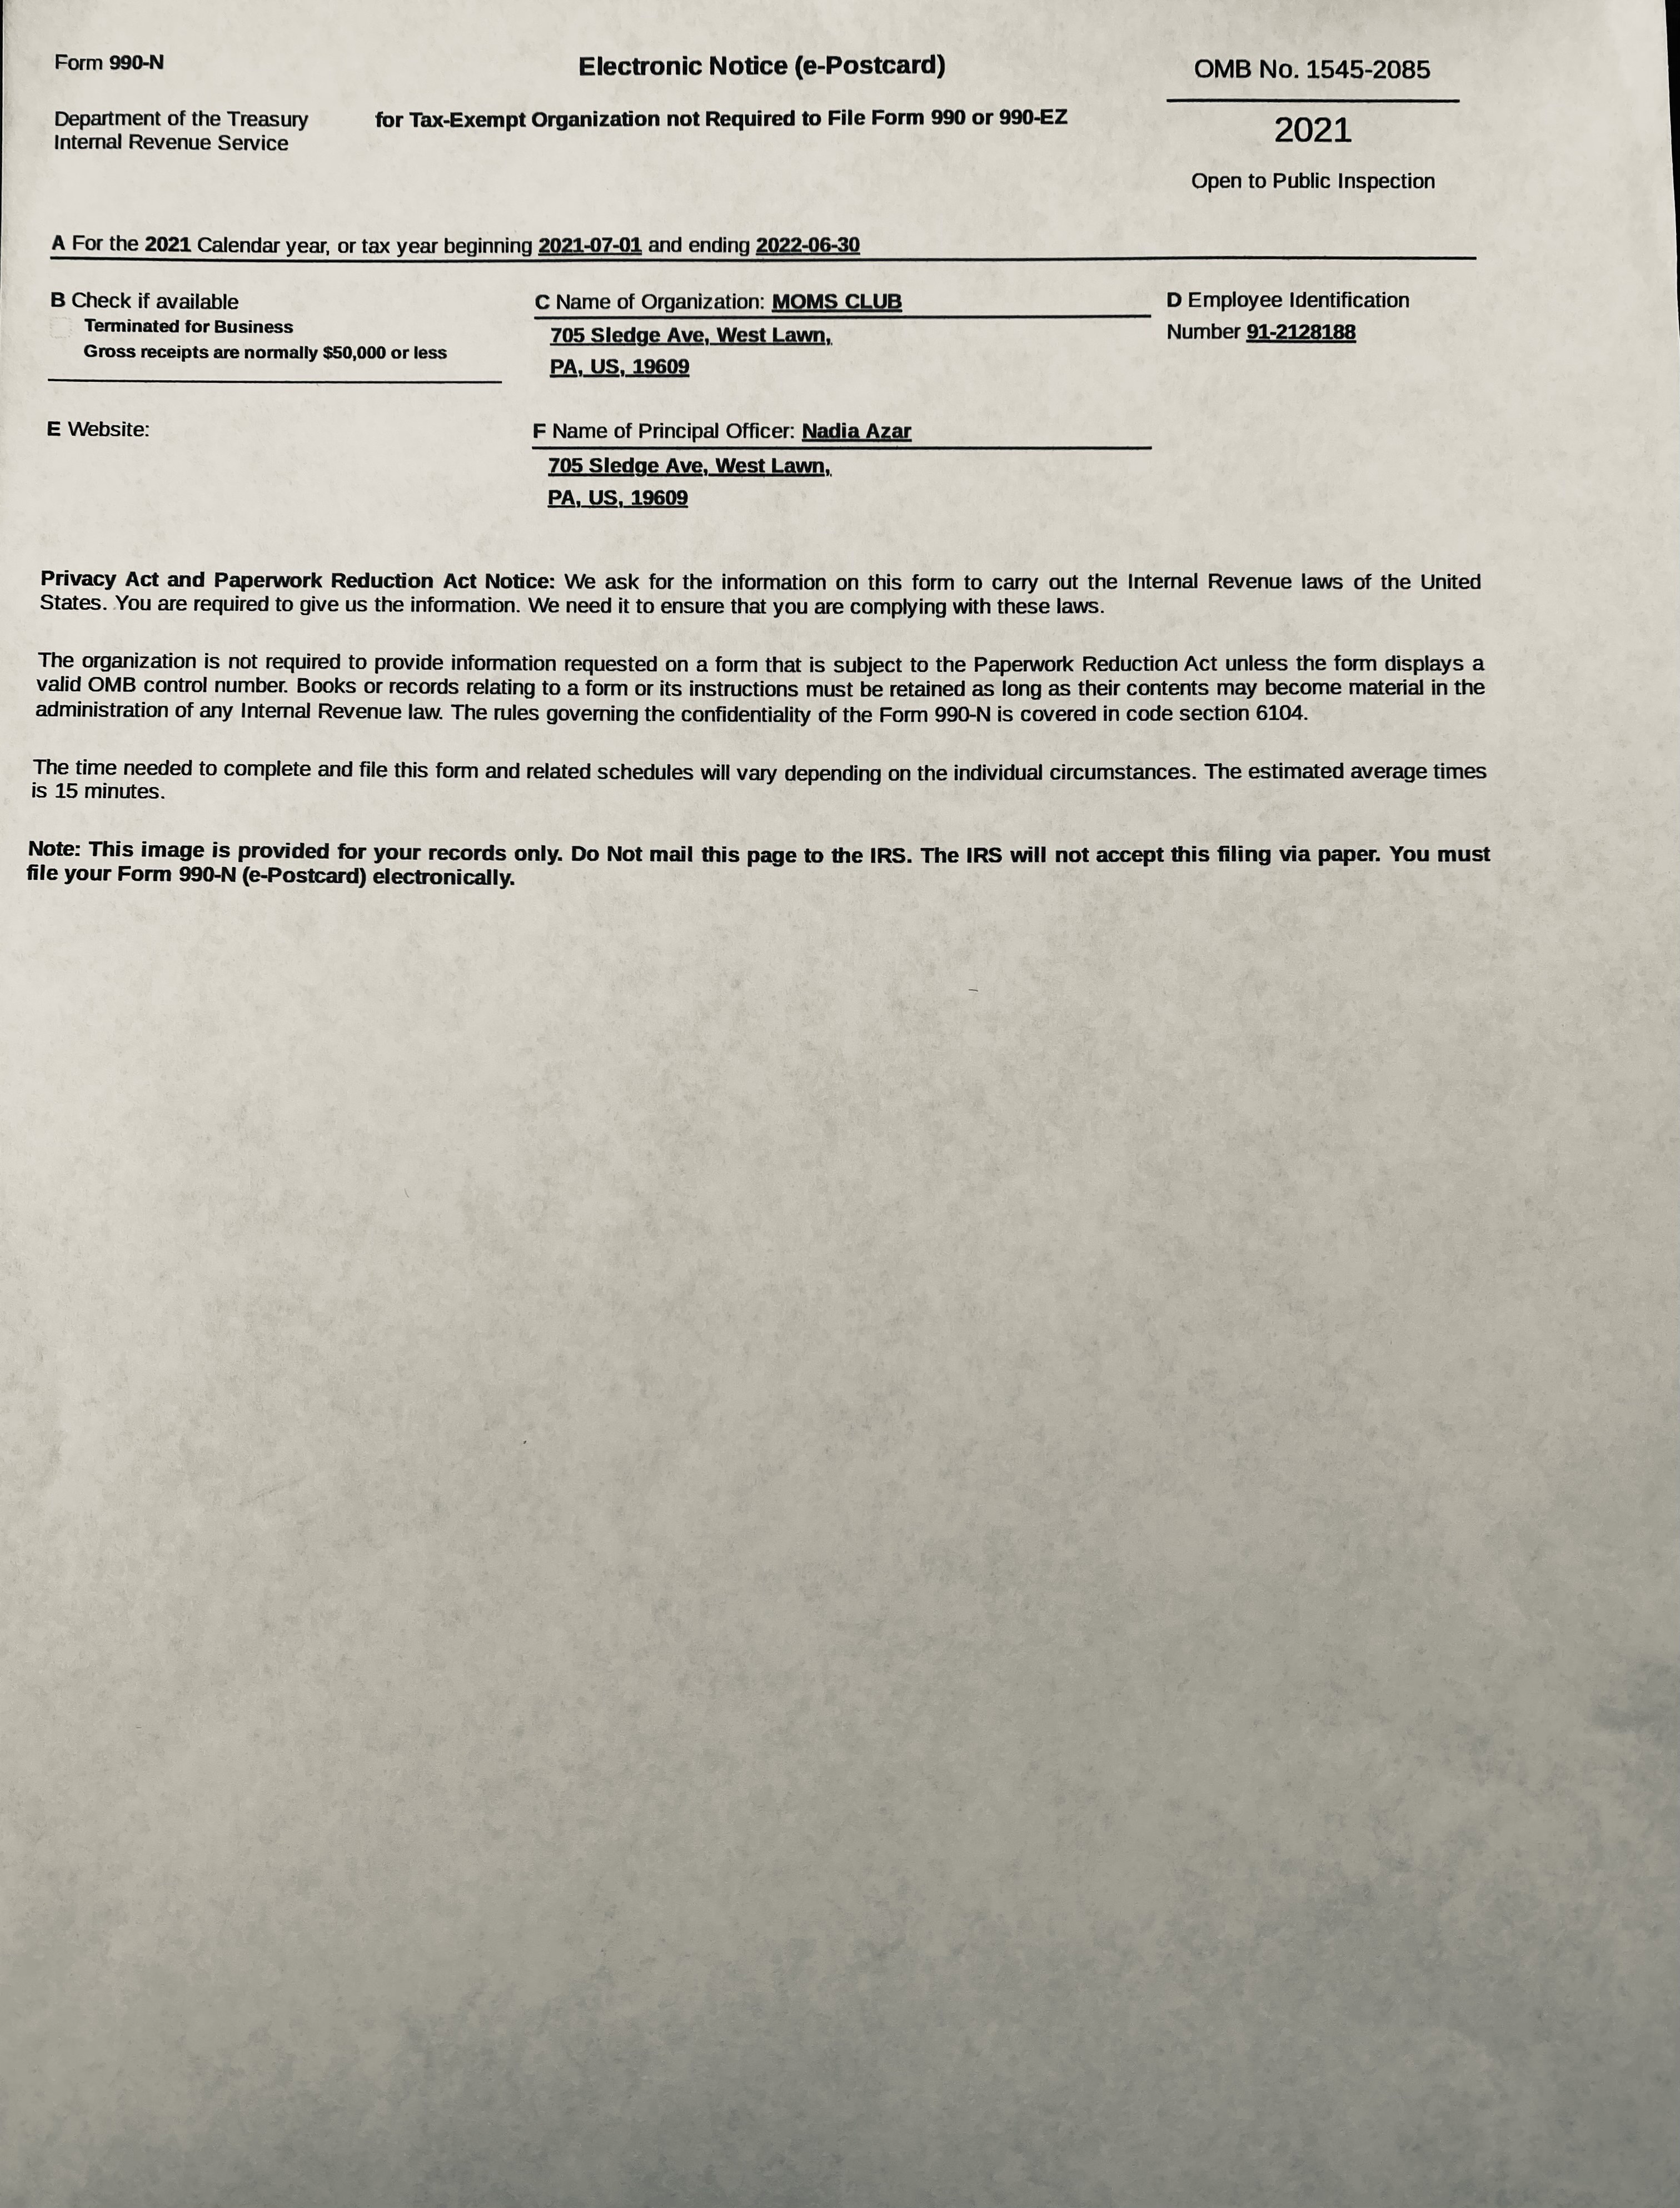 Form 990-N
Electronic Notice (e-Postcard)
OMB No. 1545-2085
Department of the Treasury
Internal Revenue Service
for Tax-Exempt Organization not Required to File Form 990 or 990-EZ
2021
Open to Public Inspection
A For the 2021 Calendar year, or tax year beginning 2021-07-01 and ending 2022-06-30
B Check if available
Terminated for Business
Gross receipts are normally $50,000 or less
C Name of Organization: MOMS CLUB
705 Sledge Ave, West Lawn,
PA, US, 19609
D Employee Identification
Number 91-2128188
E Website:
F Name of Principal Officer: Nadia Azar
705 Sledge Ave, West Lawn,
PA, US, 19609
Privacy Act and Paperwork Reduction Act Notice: We ask for the information on this form to carry out the Internal Revenue laws of the United
States. You are required to give us the information. We need it to ensure that you are complying with these laws.
The organization is not required to provide information requested on a form that is subject to the Paperwork Reduction Act unless the form displays a
valid OMB control number. Books or records relating to a form or its instructions must be retained as long as their contents may become material in the
administration of any Internal Revenue law. The rules governing the confidentiality of the Form 990-N is covered in code section 6104.
The time needed to complete and file this form and related schedules will vary depending on the individual circumstances. The estimated average times
is 15 minutes.
Note: This image is provided for your records only. Do Not mail this page to the IRS. The IRS will not accept this filing via paper. You must
file your Form 990-N (e-Postcard) electronically.